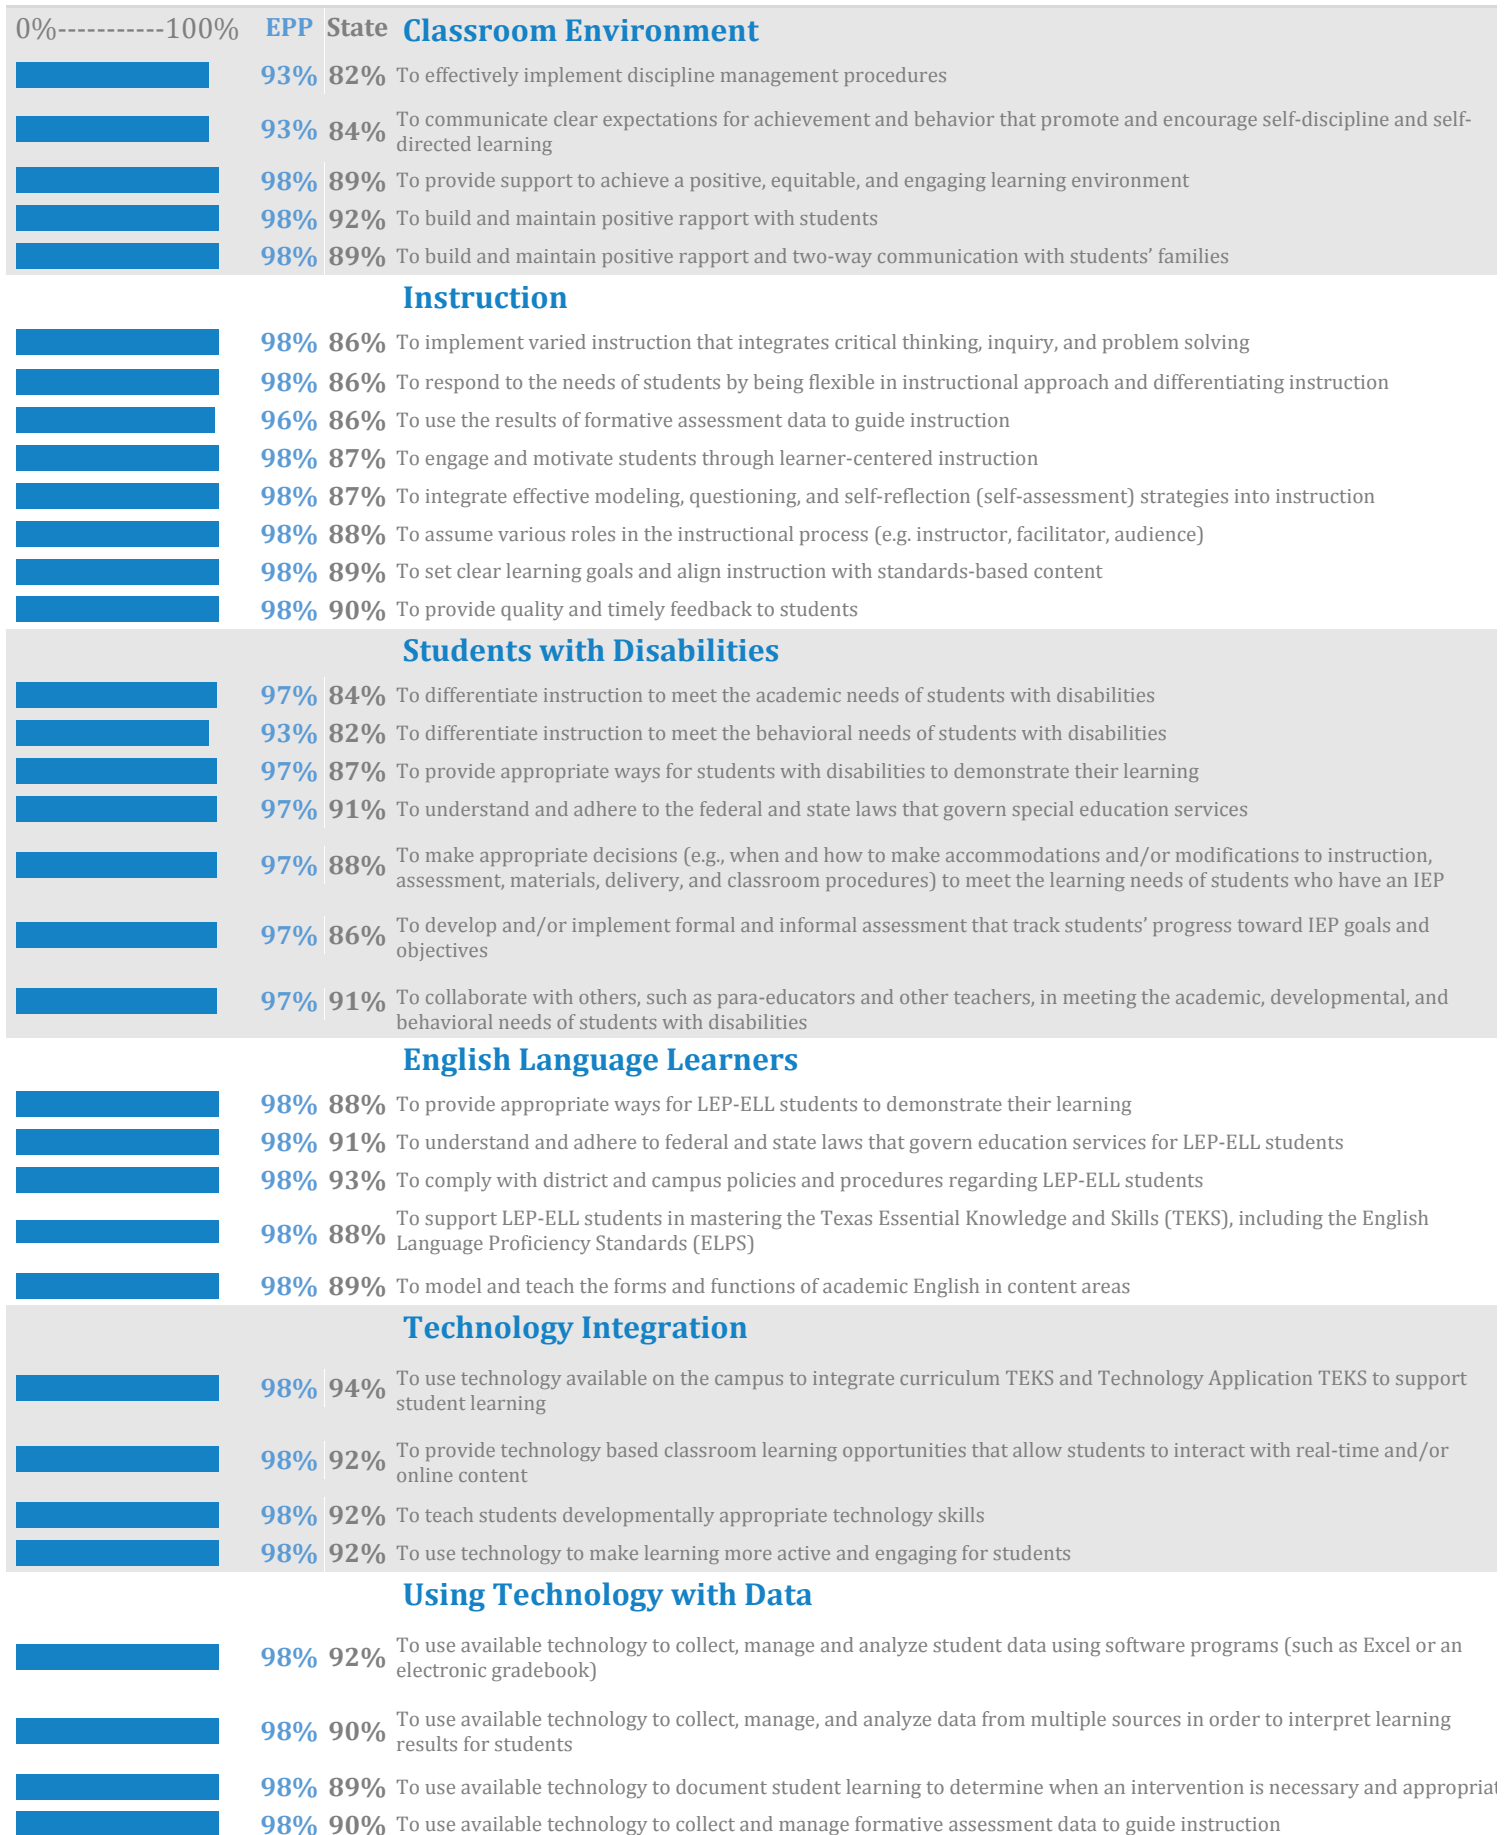 0%-----------100% EPP State Classroom Environment
93% 82% To effectively implement discipline management procedures
93% 84% To communicate clear expectations for achievement and behavior that promote and encourage self-discipline and self-
directed learning
98% 89% To provide support to achieve a positive, equitable, and engaging learning environment
98% 92% To build and maintain positive rapport with students
98% 89% To build and maintain positive rapport and two-way communication with students’ families
Instruction
98% 86% To implement varied instruction that integrates critical thinking, inquiry, and problem solving
98% 86% To respond to the needs of students by being flexible in instructional approach and differentiating instruction
96% 86% To use the results of formative assessment data to guide instruction
98% 87% To engage and motivate students through learner-centered instruction
98% 87% To integrate effective modeling, questioning, and self-reflection (self-assessment) strategies into instruction
98% 88% To assume various roles in the instructional process (e.g. instructor, facilitator, audience)
98% 89% To set clear learning goals and align instruction with standards-based content
98% 90% To provide quality and timely feedback to students
Students with Disabilities
97% 84% To differentiate instruction to meet the academic needs of students with disabilities
93% 82% To differentiate instruction to meet the behavioral needs of students with disabilities
97% 87% To provide appropriate ways for students with disabilities to demonstrate their learning
97% 91% To understand and adhere to the federal and state laws that govern special education services
97% 88% To make appropriate decisions (e.g., when and how to make accommodations and/or modifications to instruction,
assessment, materials, delivery, and classroom procedures) to meet the learning needs of students who have an IEP
97% 86% To develop and/or implement formal and informal assessment that track students’ progress toward IEP goals and
objectives
97% 91% To collaborate with others, such as para-educators and other teachers, in meeting the academic, developmental, and
behavioral needs of students with disabilities
English Language Learners
98% 88% To provide appropriate ways for LEP-ELL students to demonstrate their learning
98% 91% To understand and adhere to federal and state laws that govern education services for LEP-ELL students
98% 93% To comply with district and campus policies and procedures regarding LEP-ELL students
98% 88% To support LEP-ELL students in mastering the Texas Essential Knowledge and Skills (TEKS), including the English
Language Proficiency Standards (ELPS)
98% 89% To model and teach the forms and functions of academic English in content areas
Technology Integration
98% 94% To use technology available on the campus to integrate curriculum TEKS and Technology Application TEKS to support
student learning
98% 92% To provide technology based classroom learning opportunities that allow students to interact with real-time and/or
online content
98% 92% To teach students developmentally appropriate technology skills
98% 92% To use technology to make learning more active and engaging for students
Using Technology with Data
98% 92% To use available technology to collect, manage and analyze student data using software programs (such as Excel or an
electronic gradebook)
98% 90% To use available technology to collect, manage, and analyze data from multiple sources in order to interpret learning
results for students
98% 89% To use available technology to document student learning to determine when an intervention is necessary and appropriat
98% 90% To use available technology to collect and manage formative assessment data to guide instruction